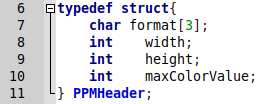 6 typedef struct{
7     char format[3];
8     int    width;
9     int    height;
10    int    maxColorValue;
11 } PPMHeader;